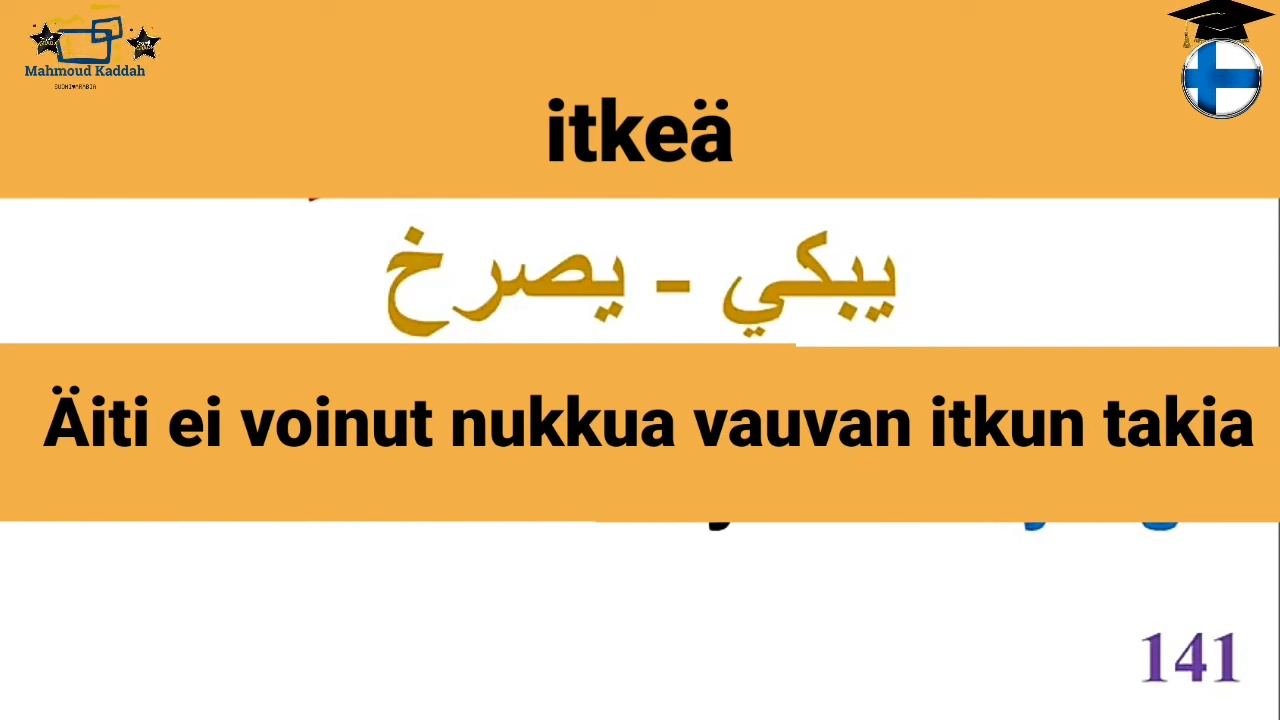 Mahmoud Kaddah
itkeä
يبكي - يصرخ
Äiti ei voinut nukkua vauvan itkun takia
141